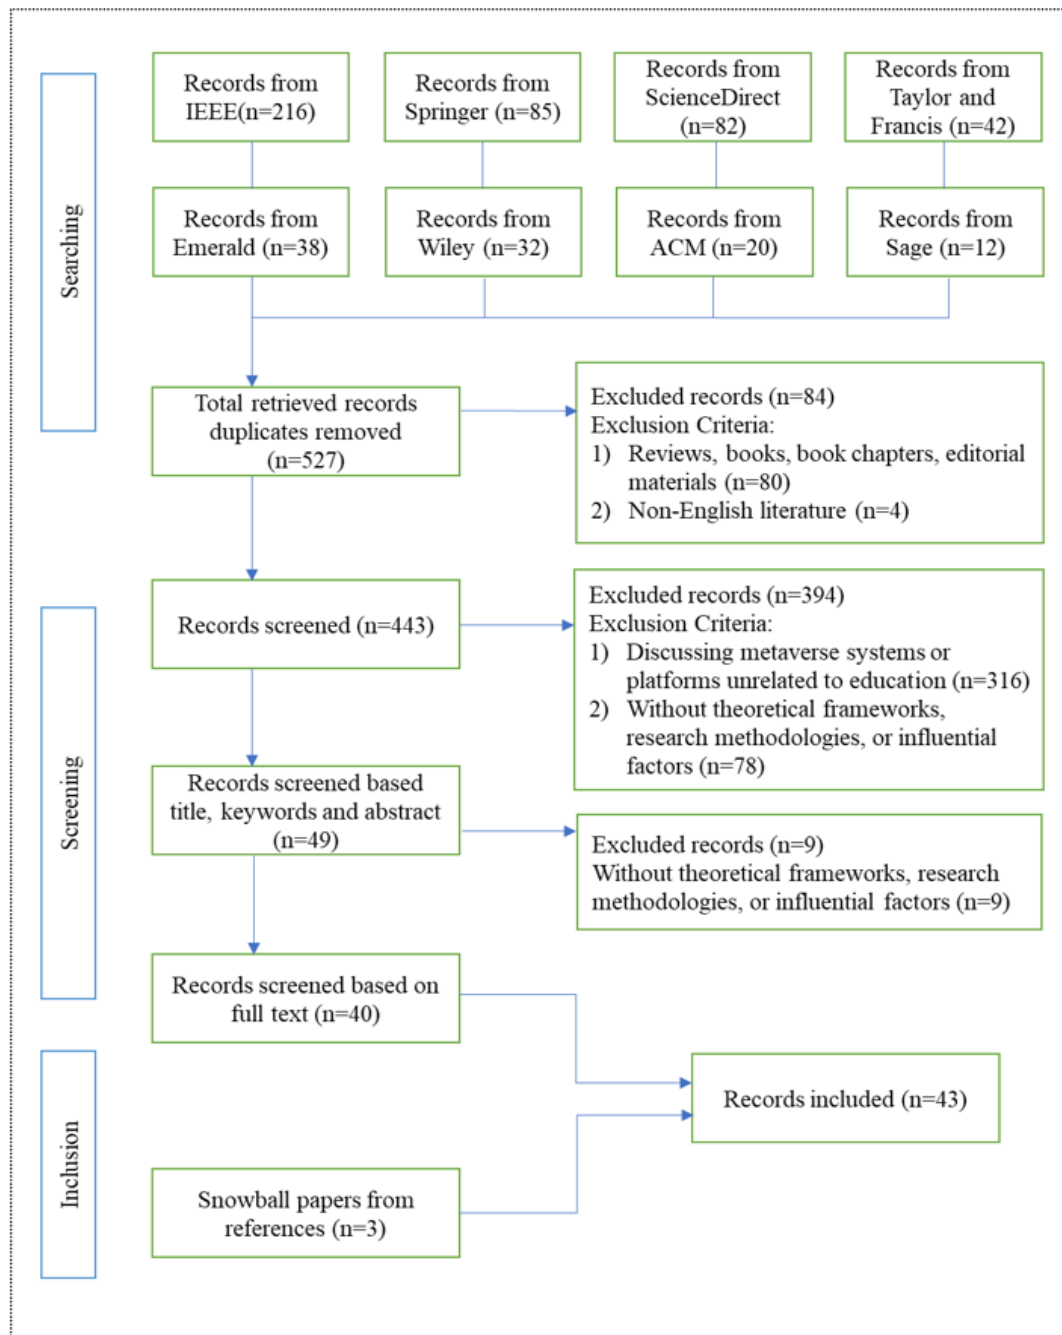 Searching
Records from
IEEE(n=216)
Records from
Springer (n=85)
Records from
ScienceDirect
(n=82)
Records from
Taylor and
Francis (n=42)
Records from
Emerald (n=38)
Records from
Wiley (n=32)
Records from
ACM (n=20)
Records from
Sage (n=12)
Total retrieved records
duplicates removed
(n=527)
Excluded records (n=84)
Exclusion Criteria:
1) Reviews, books, book chapters, editorial
materials (n=80)
2) Non-English literature (n=4)
Screening
Records screened (n=443)
Excluded records (n=394)
Exclusion Criteria:
1) Discussing metaverse systems or
platforms unrelated to education (n=316)
2) Without theoretical frameworks,
research methodologies, or influential
factors (n=78)
Records screened based
title, keywords and abstract
(n=49)
Excluded records (n=9)
Without theoretical frameworks, research
methodologies, or influential factors (n=9)
Records screened based on
full text (n=40)
Inclusion
Records included (n=43)
Snowball papers from
references (n=3)